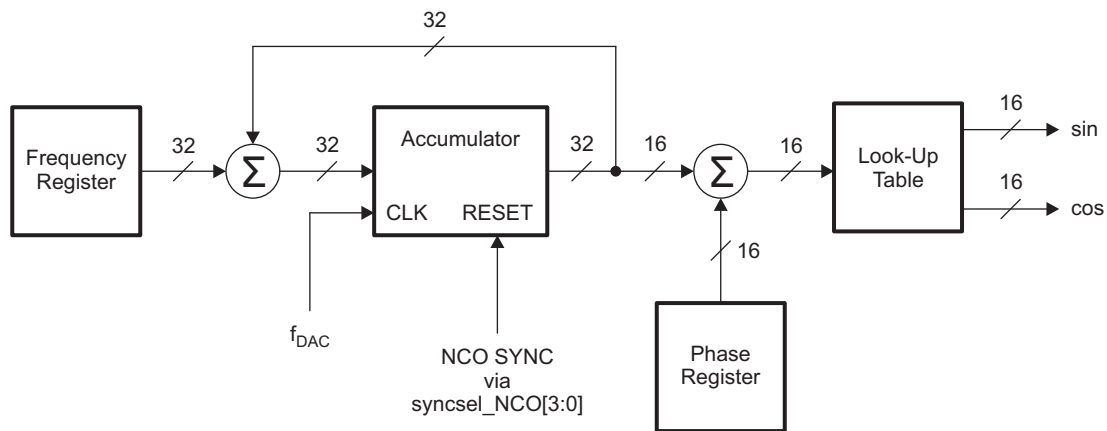 32
Frequency
Register
32
Σ
32
Accumulator
CLK
RESET
32
16
Σ
16
Look-Up
Table
16
sin
16
cos
16
f_DAC
NCO SYNC
via
syncsel_NCO[3:0]
Phase
Register